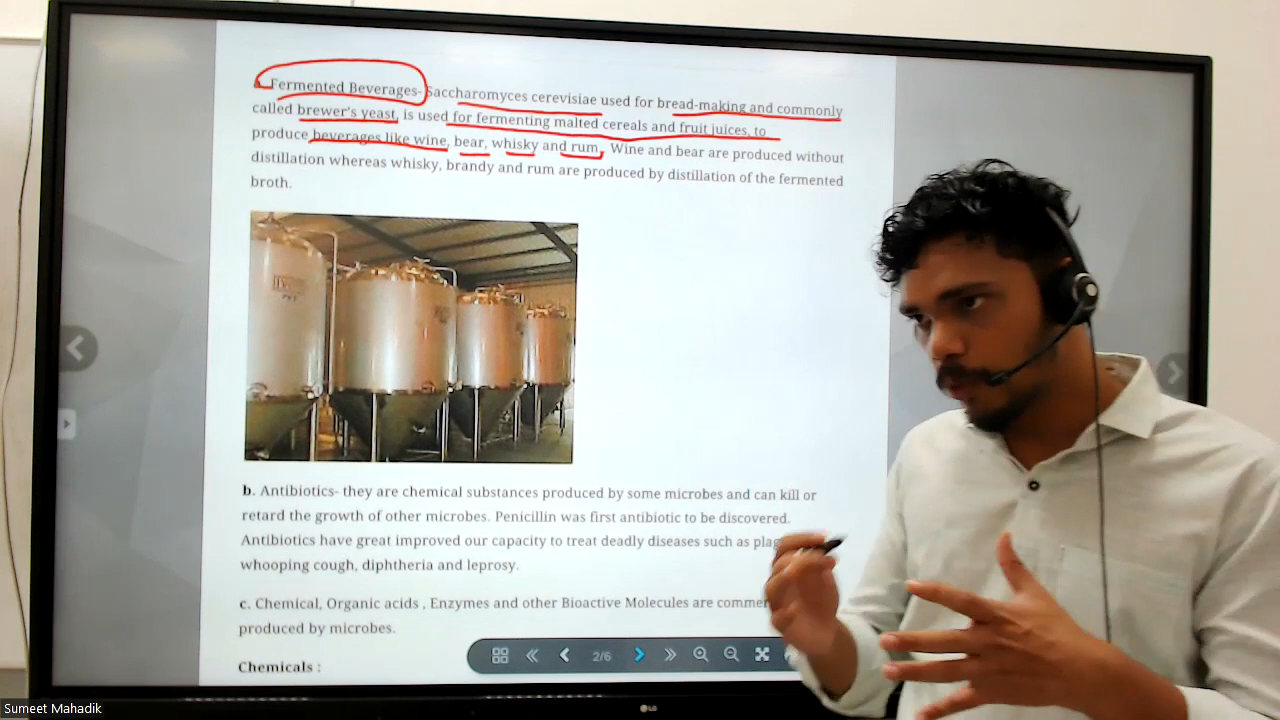 a. Fermented Beverages- Saccharomyces cerevisiae used for bread-making and commonly
called brewer's yeast, is used for fermenting malted cereals and fruit juices, to
produce beverages like wine, bear, whisky and rum. Wine and bear are produced without
distillation whereas whisky, brandy and rum are produced by distillation of the fermented
broth.
b. Antibiotics- they are chemical substances produced by some microbes and can kill or
retard the growth of other microbes. Penicillin was first antibiotic to be discovered.
Antibiotics have great improved our capacity to treat deadly diseases such as
whooping cough, diphtheria and leprosy.
c. Chemical, Organic acids , Enzymes and other Bioactive Molecules are
produced by microbes.
Chemicals :
2/6
LG
Sumeet Mahadik